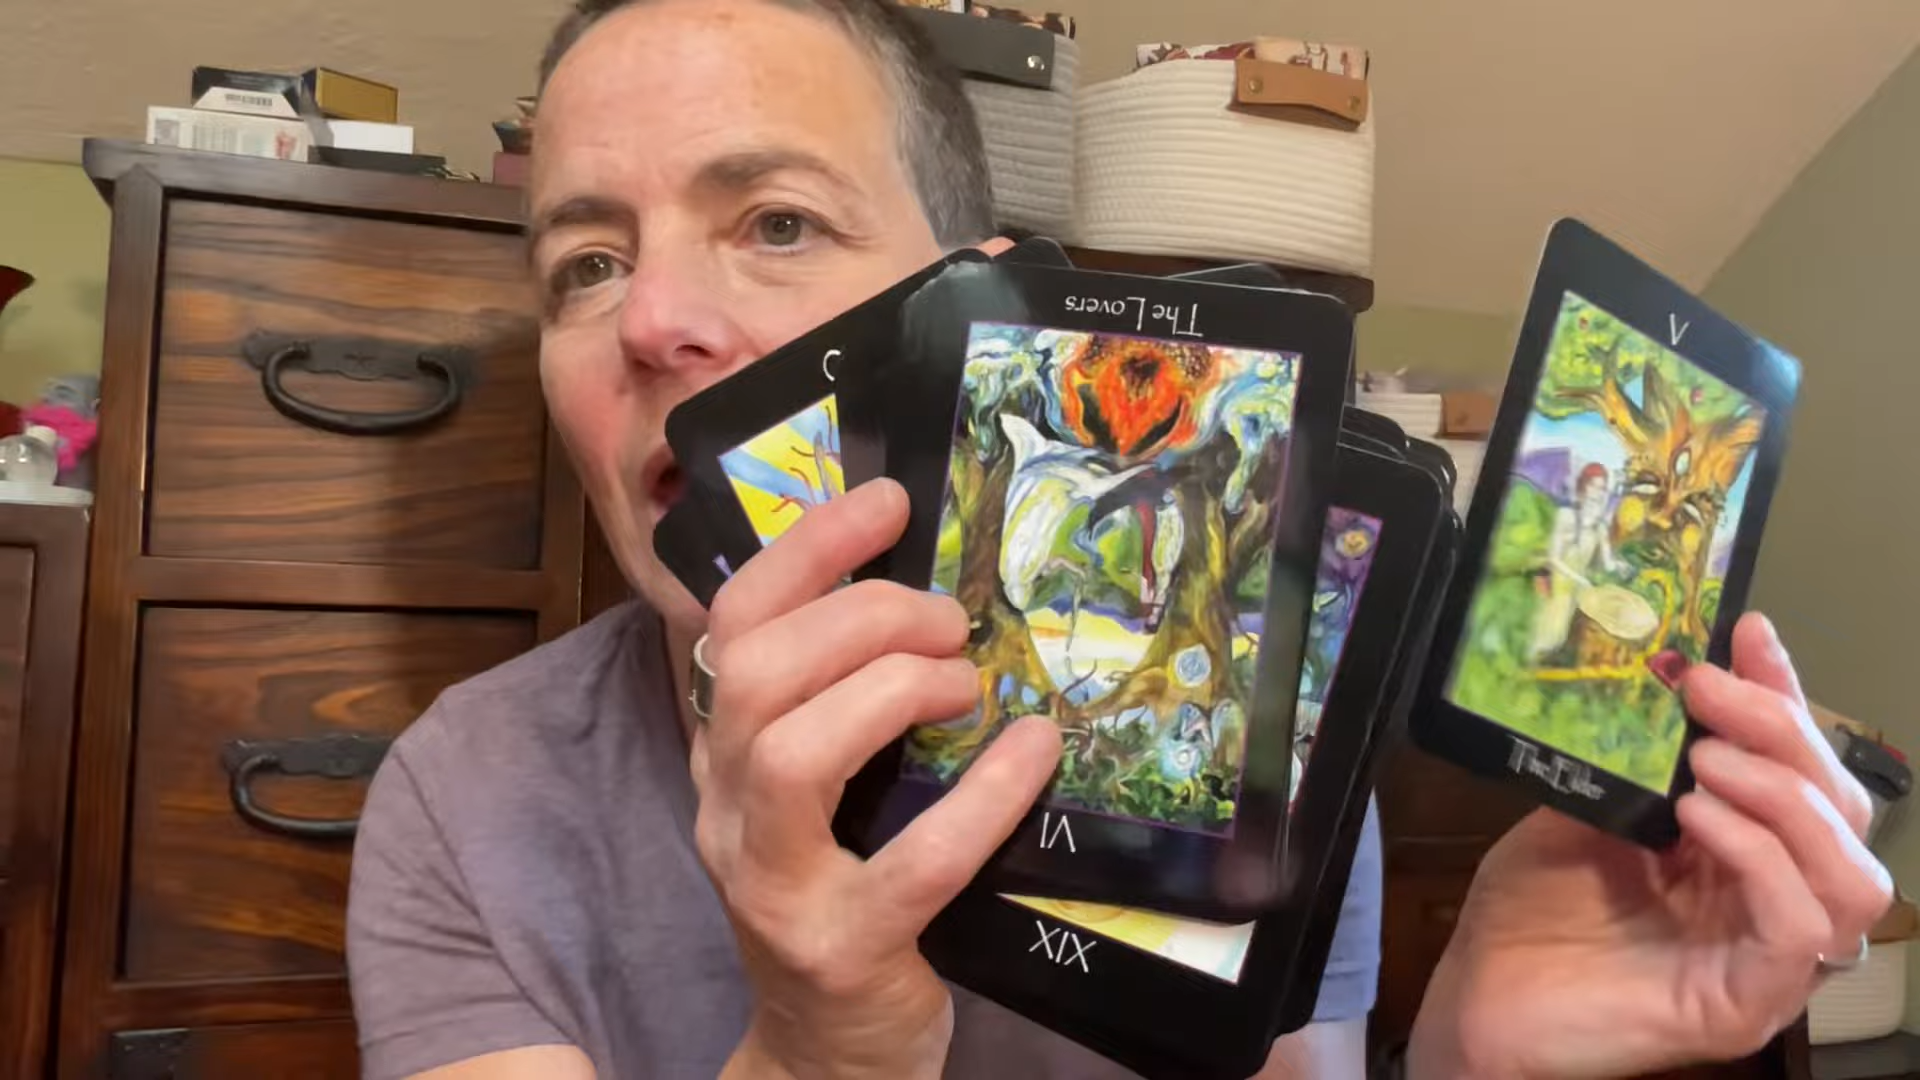 The Lovers
VI
XIX
V
The Elder